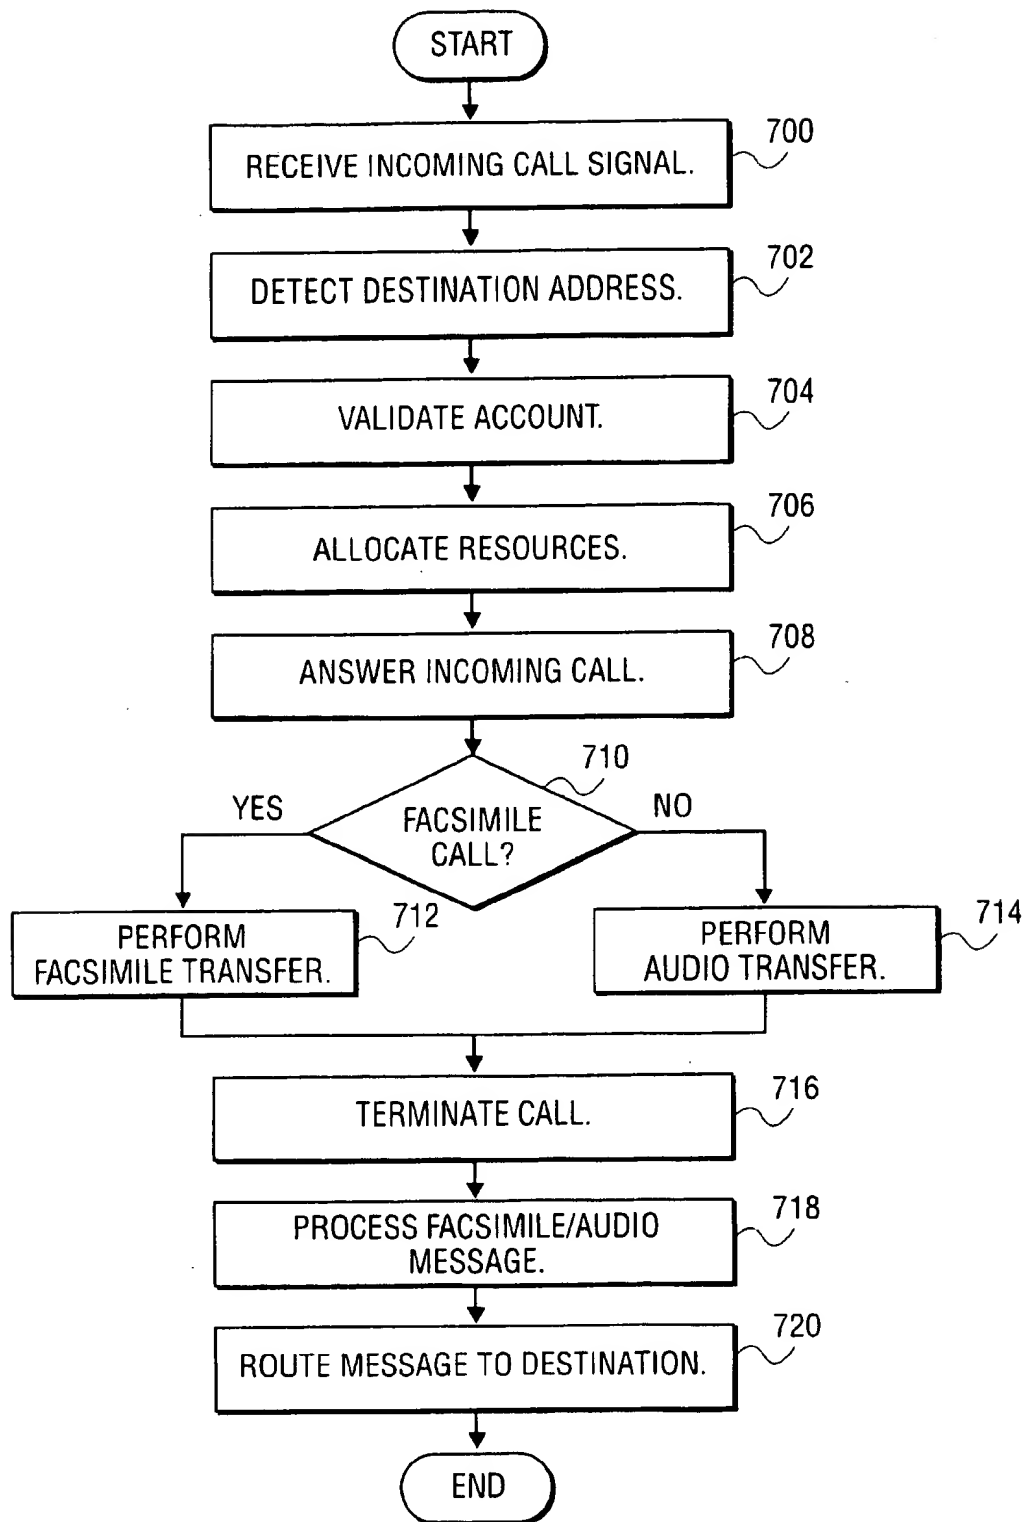 START
700
RECEIVE INCOMING CALL SIGNAL.
702
DETECT DESTINATION ADDRESS.
704
VALIDATE ACCOUNT.
706
ALLOCATE RESOURCES.
708
ANSWER INCOMING CALL.
710
YES
FACSIMILE
CALL?
NO
712
PERFORM
FACSIMILE TRANSFER.
714
PERFORM
AUDIO TRANSFER.
716
TERMINATE CALL.
718
PROCESS FACSIMILE/AUDIO
MESSAGE.
720
ROUTE MESSAGE TO DESTINATION.
END